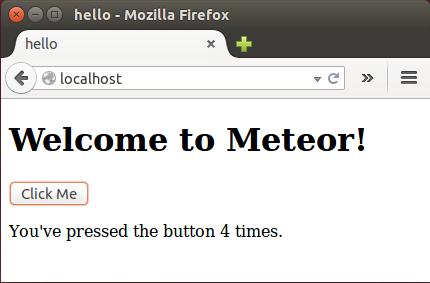 hello - Mozilla Firefox
hello
localhost
Welcome to Meteor!
Click Me
You've pressed the button 4 times.